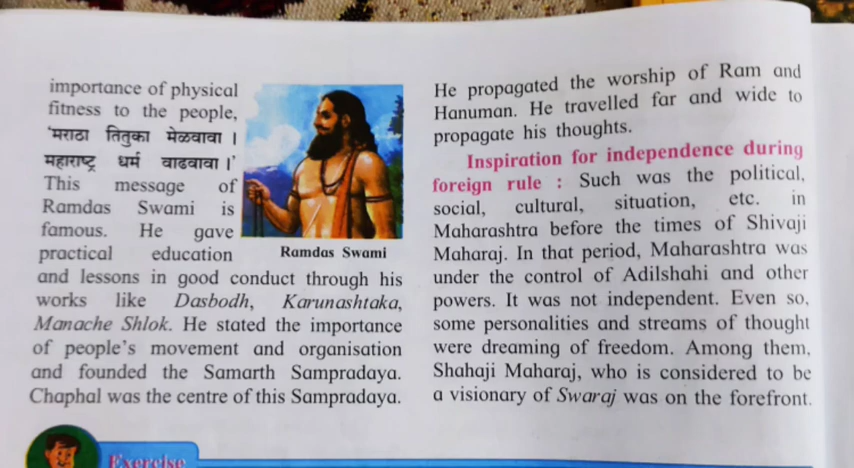 importance of physical
fitness to the people,
‘मराठा तितुका मेळवावा ।
महाराष्ट्र धर्म वाढवावा ।’
This message of
Ramdas Swami is
famous. He gave
practical education
Ramdas Swami
and lessons in good conduct through his
works like Dasbodh, Karunashtaka,
Manache Shlok. He stated the importance
of people’s movement and organisation
and founded the Samarth Sampradaya.
Chaphal was the centre of this Sampradaya.
He propagated the worship of Ram and
Hanuman. He travelled far and wide to
propagate his thoughts.
Inspiration for independence during
foreign rule : Such was the political,
social, cultural, situation, etc. in
Maharashtra before the times of Shivaji
Maharaj. In that period, Maharashtra was
under the control of Adilshahi and other
powers. It was not independent. Even so,
some personalities and streams of thought
were dreaming of freedom. Among them,
Shahaji Maharaj, who is considered to be
a visionary of Swaraj was on the forefront.
Exercise